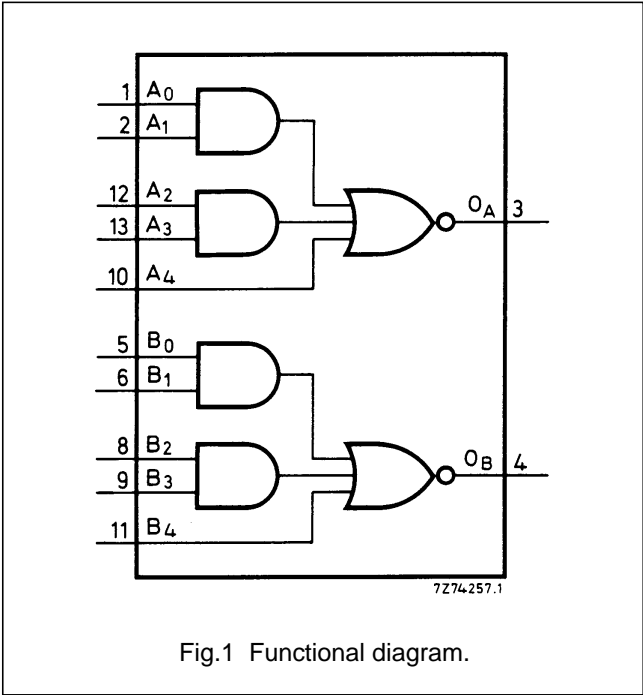 1 A0
2 A1
12 A2
13 A3
10 A4
OA 3
5 B0
6 B1
8 B2
9 B3
11 B4
OB 4
7Z74257.1
Fig.1 Functional diagram.